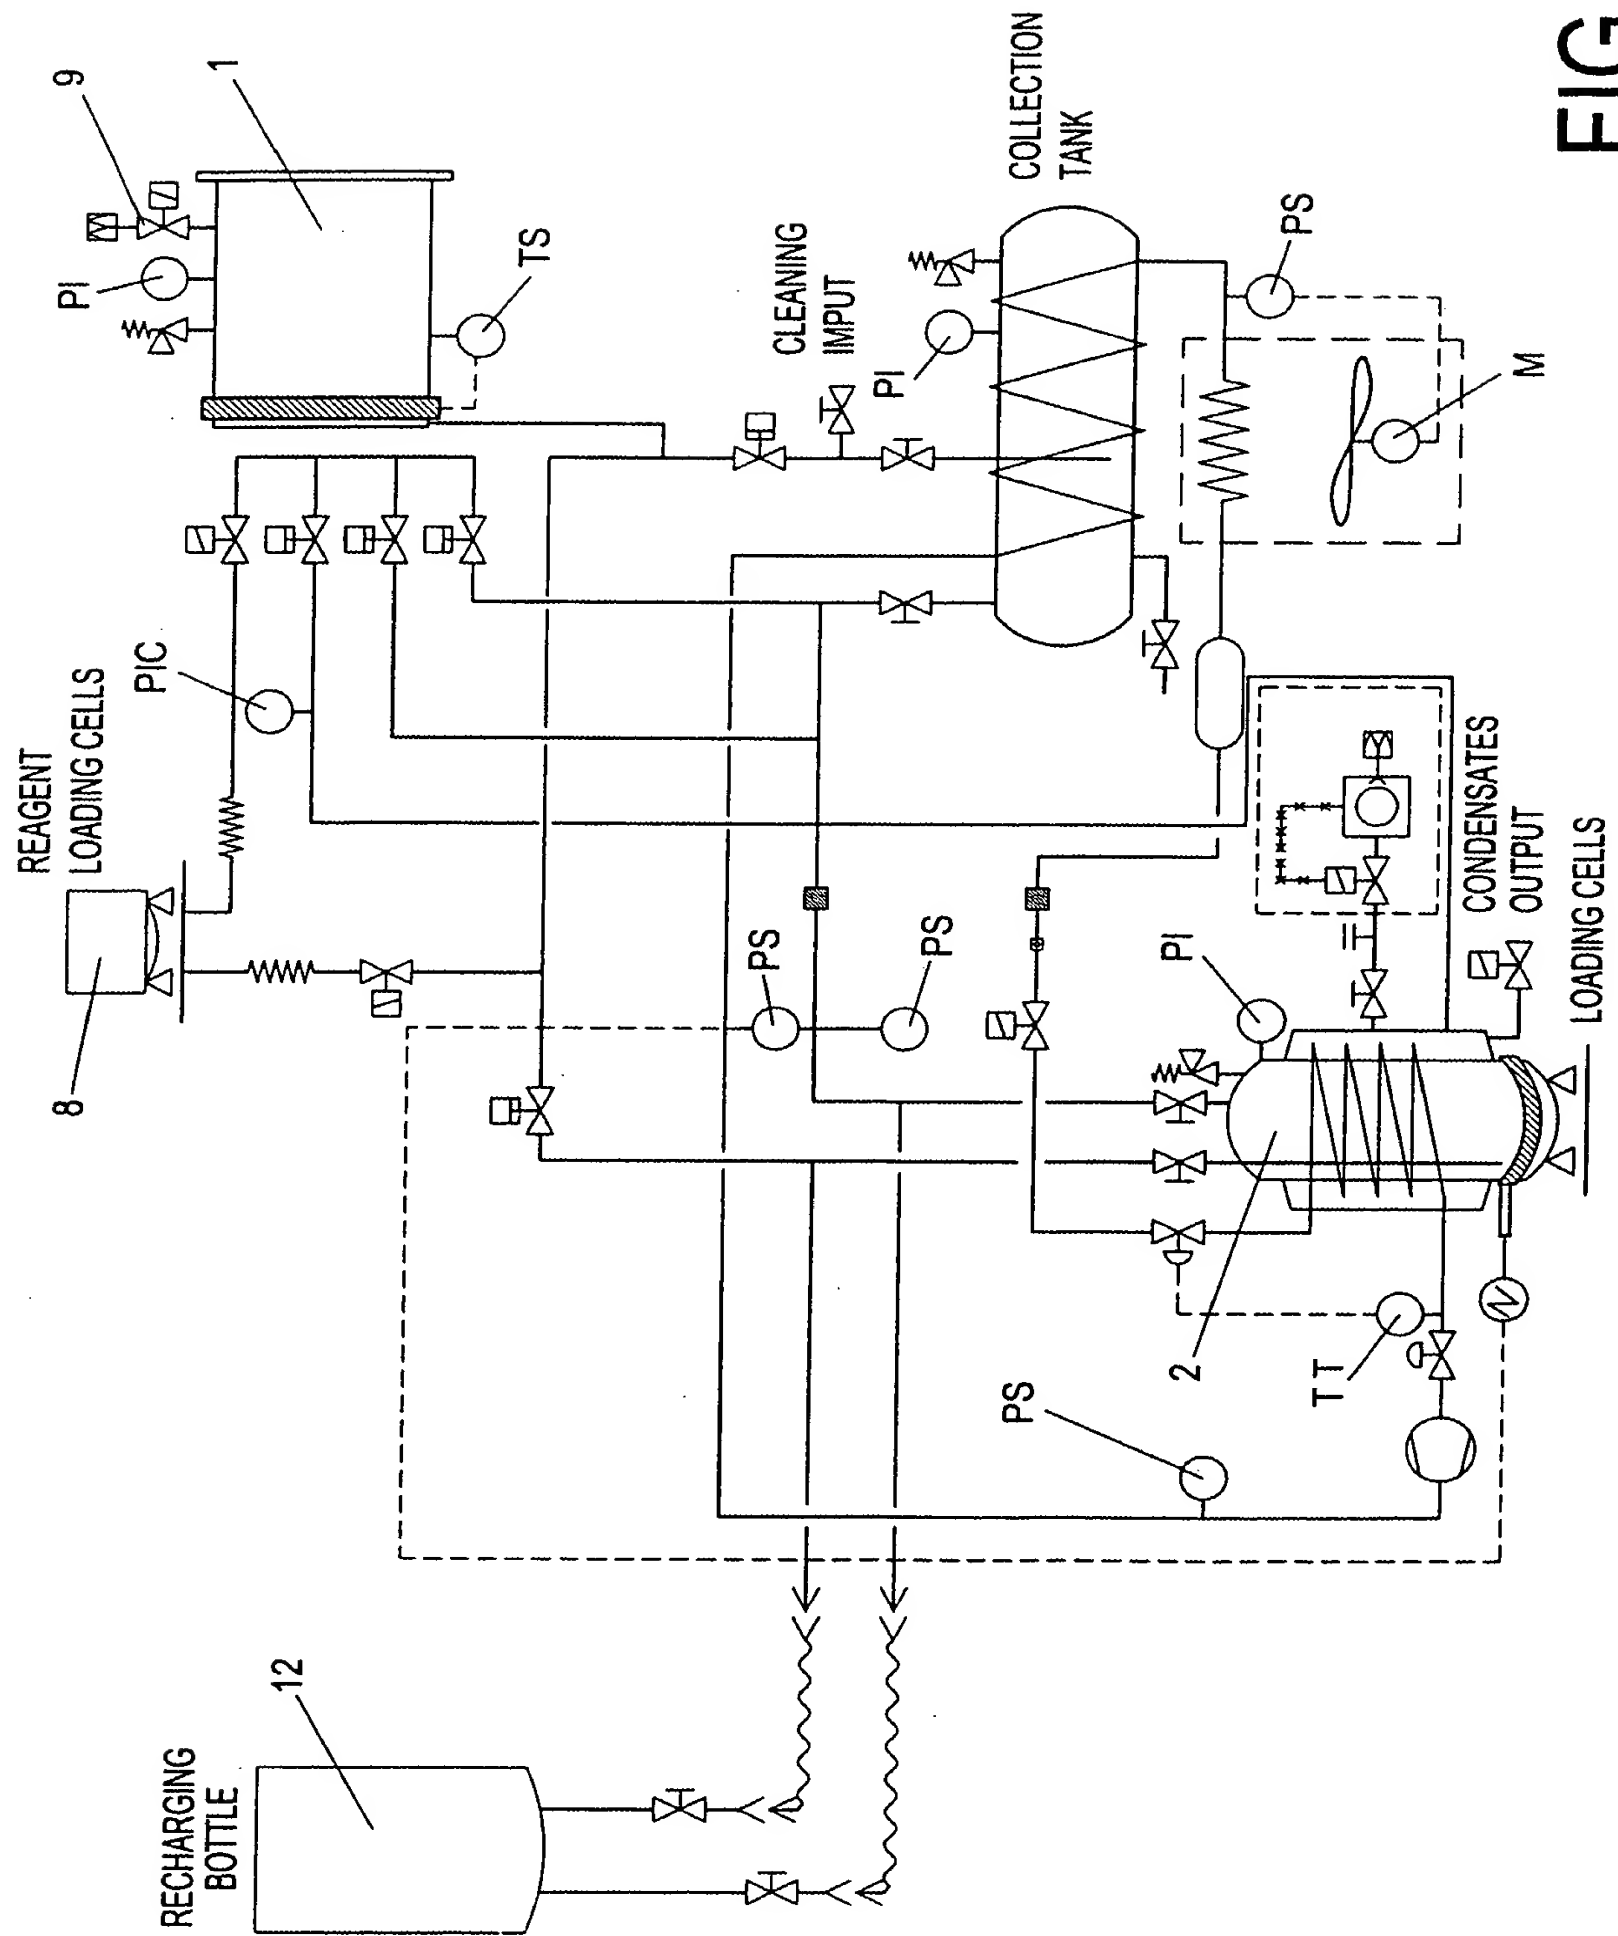 9
1
PI
TS
CLEANING
IMPUT
PI
COLLECTION
TANK
PS
M
REAGENT
LOADING CELLS
PIC
8
PS
PS
PI
CONDENSATES
OUTPUT
LOADING CELLS
2
TT
PS
12
RECHARGING
BOTTLE
FIG